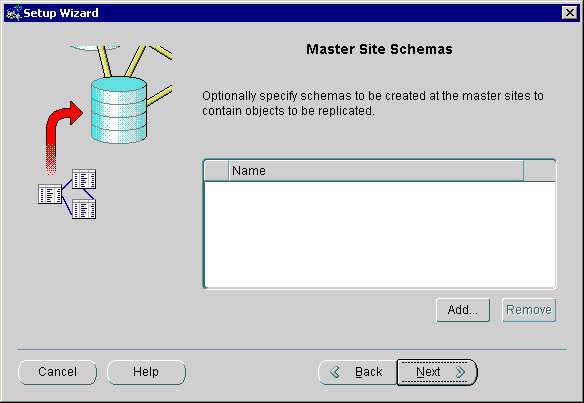 Setup Wizard
Master Site Schemas
Optionally specify schemas to be created at the master sites to
contain objects to be replicated.
Name
Add... Remove
Cancel Help Back Next